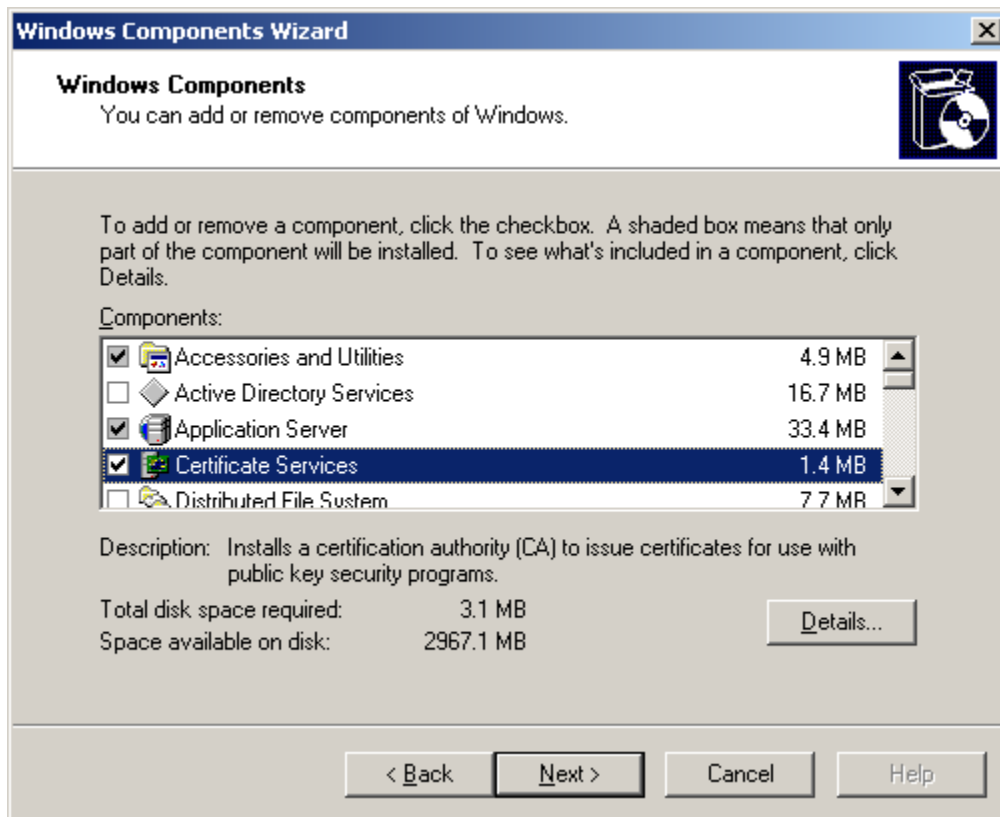 Windows Components Wizard
Windows Components
You can add or remove components of Windows.
To add or remove a component, click the checkbox. A shaded box means that only
part of the component will be installed. To see what's included in a component, click
Details.
Components:
Accessories and Utilities 4.9 MB
Active Directory Services 16.7 MB
Application Server 33.4 MB
Certificate Services 1.4 MB
Distributed File System 7.7 MB
Description: Installs a certification authority (CA) to issue certificates for use with
public key security programs.
Total disk space required: 3.1 MB
Space available on disk: 2967.1 MB
Details...
< Back Next > Cancel Help